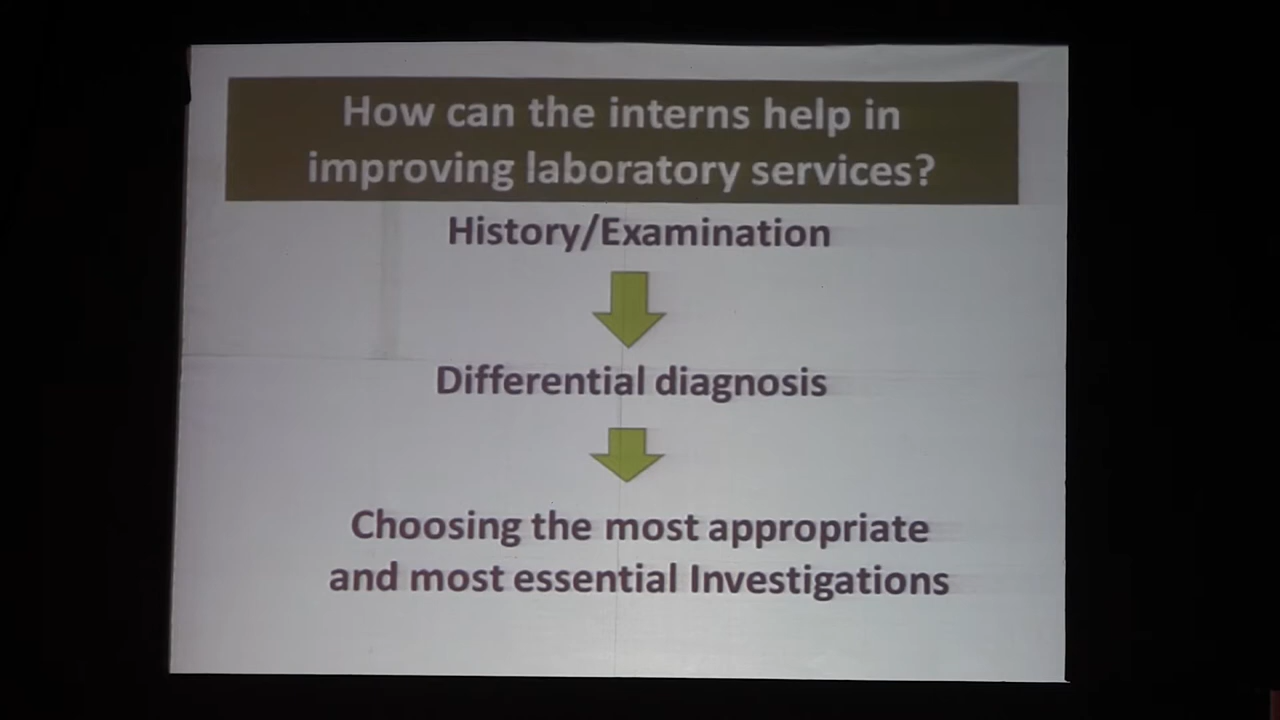 How can the interns help in
improving laboratory services?
History/Examination
Differential diagnosis
Choosing the most appropriate
and most essential Investigations